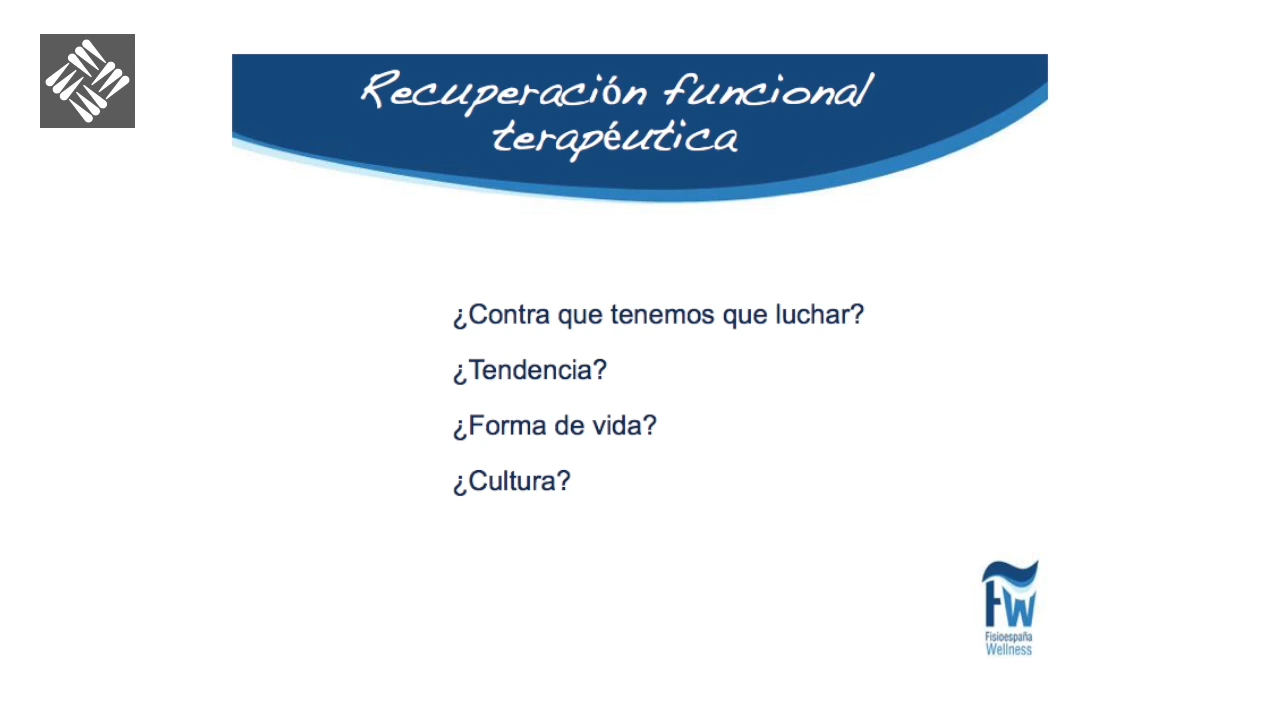 Recuperación funcional
terapéutica
¿Contra que tenemos que luchar?
¿Tendencia?
¿Forma de vida?
¿Cultura?
FW
Fisioespaña
Wellness